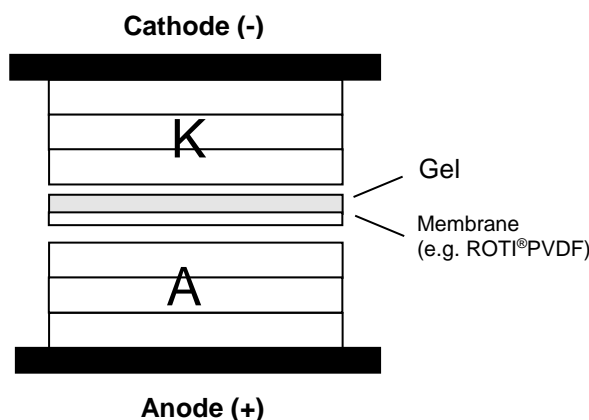 Cathode (-)
K
Gel
Membrane
(e.g. ROTI®PVDF)
A
Anode (+)